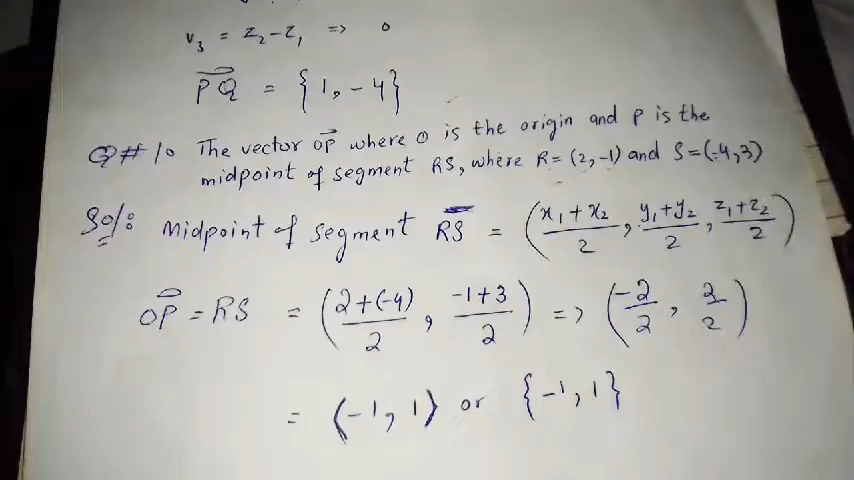 v₃ = z₂-z₁ => 0
PQ = {1, -4}
Q#10 The vector OP where O is the origin and P is the
midpoint of segment RS, where R=(2,-1) and S=(-4,3)
Sol: Midpoint of segment RS = (x₁+x₂/2, y₁+y₂/2, z₁+z₂/2)
OP = RS = (2+(-4)/2, -1+3/2) => (-2/2, 2/2)
= (-1, 1) or {-1, 1}